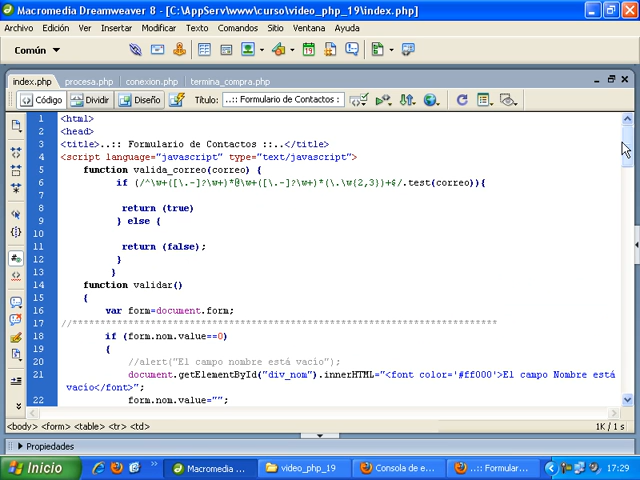 Macromedia Dreamweaver 8 - [C:\AppServ\www\curso\video_php_19\index.php]
Archivo Edición Ver Insertar Modificar Texto Comandos Sitio Ventana Ayuda
Común
index.php procesa.php conexion.php termina_compra.php
Código Dividir Diseño Título: ..:: Formulario de Contactos :
1 <html>
2 <head>
3 <title>..:: Formulario de Contactos ::..</title>
4 <script language="javascript" type="text/javascript">
5 function valida_correo(correo) {
6 if (/^\w+([\.-]?\w+)*@\w+([\.-]?\w+)*(\.\w{2,3})+$/.test(correo)){
7
8 return (true)
9 } else {
10
11 return (false);
12 }
13 }
14 function validar()
15 {
16 var form=document.form;
17 //******************************************************************************
18 if (form.nom.value==0)
19 {
20 //alert("El campo nombre está vacío");
21 document.getElementById("div_nom").innerHTML="<font color='#ff000'>El campo Nombre está
vacío</font>";
22 form.nom.value="";
<body> <form> <table> <tr> <td> 1K / 1 s
Propiedades
Inicio Macromedia ... video_php_19 Consola de e... ..:: Formular... 17:29